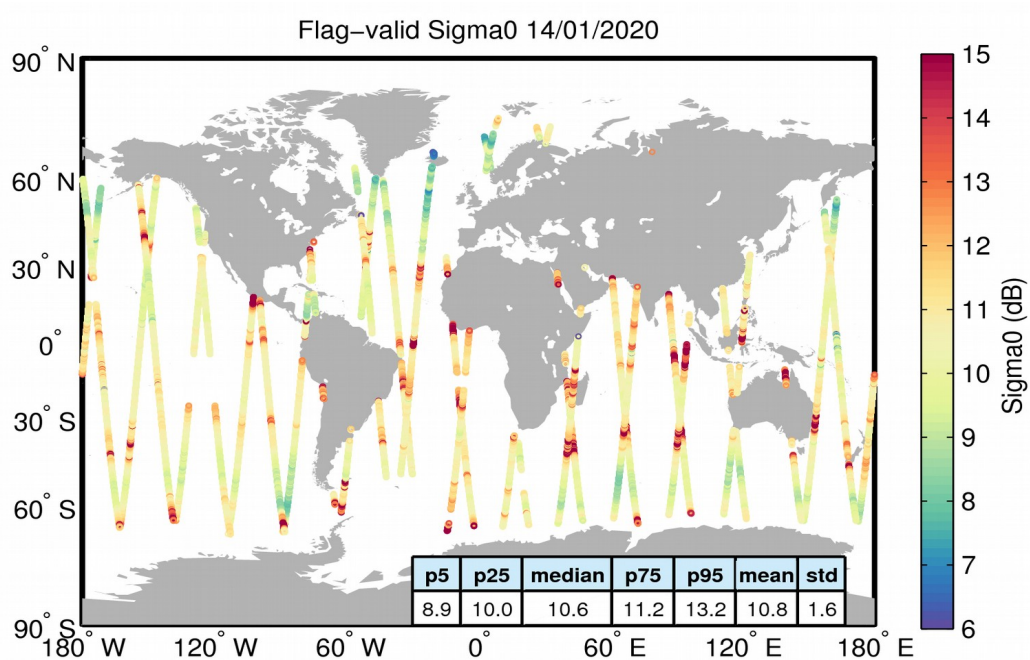 Flag−valid Sigma0 14/01/2020
90° N
60° N
30° N
0°
30° S
60° S
90° S
180° W 120° W 60° W 0° 60° E 120° E 180° E
p5 p25 median p75 p95 mean std
8.9 10.0 10.6 11.2 13.2 10.8 1.6
15
14
13
12
11
10
9
8
7
6
Sigma0 (dB)